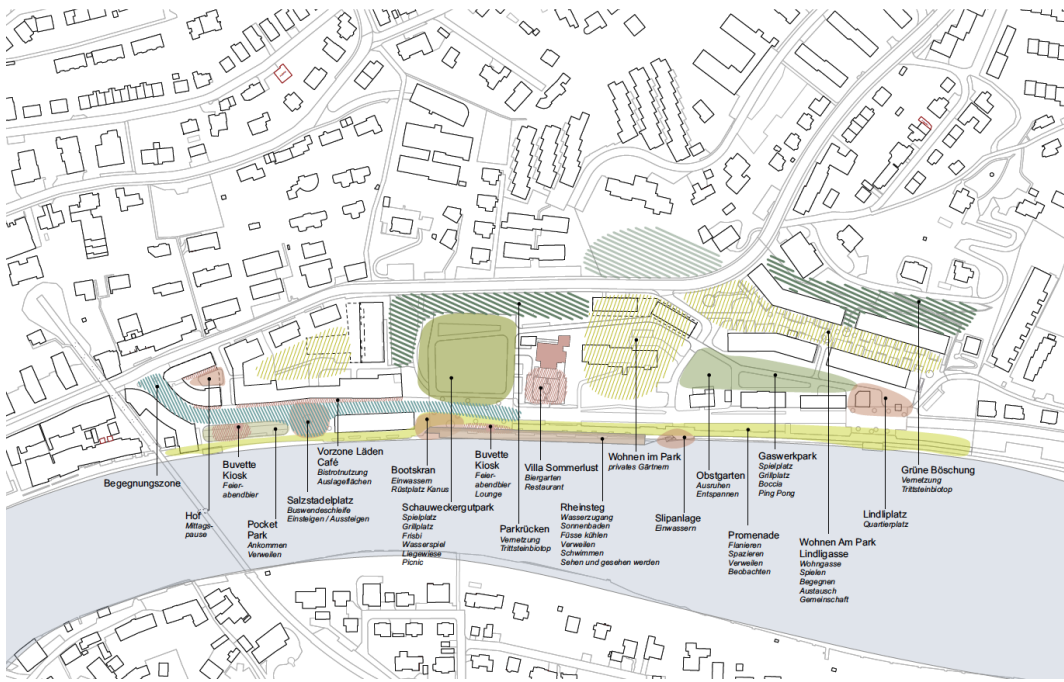 Begegnungszone
Hof
Mittags-
pause
Buvette
Kiosk
Feier-
abendbier
Pocket
Park
Ankommen
Verweilen
Salzstadelplatz
Buswendeschleife
Einsteigen / Aussteigen
Vorzone Läden
Café
Bistrotnutzung
Auslageflächen
Bootskran
Einwassern
Rüstplatz Kanus
Schauweckergutpark
Spielplatz
Grillplatz
Frisbi
Wasserspiel
Liegewiese
Picnic
Buvette
Kiosk
Feier-
abendbier
Lounge
Parkrücken
Vernetzung
Trittsteinbiotop
Villa Sommerlust
Biergarten
Restaurant
Rheinsteg
Wasserzugang
Sonnenbaden
Füsse kühlen
Verweilen
Schwimmen
Sehen und gesehen werden
Wohnen im Park
privates Gärtnern
Slipanlage
Einwassern
Obstgarten
Ausruhen
Entspannen
Promenade
Flanieren
Spazieren
Verweilen
Beobachten
Gaswerkpark
Spielplatz
Grillplatz
Boccia
Ping Pong
Wohnen Am Park
Lindligasse
Wohngasse
Spielen
Begegnen
Austausch
Gemeinschaft
Lindliplatz
Quartierplatz
Grüne Böschung
Vernetzung
Trittsteinbiotop